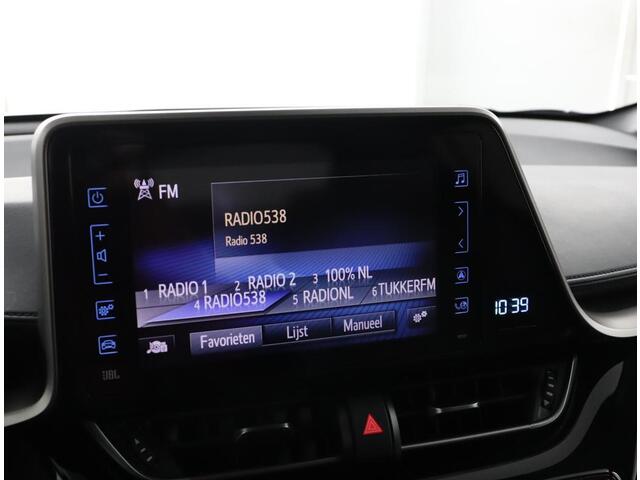 FM
RADIO538
Radio 538
1 RADIO 1 2 RADIO 2 3 100% NL
4 RADIO538 5 RADIONL 6 TUKKERFM
Favorieten Lijst Manueel
10:39
JBL